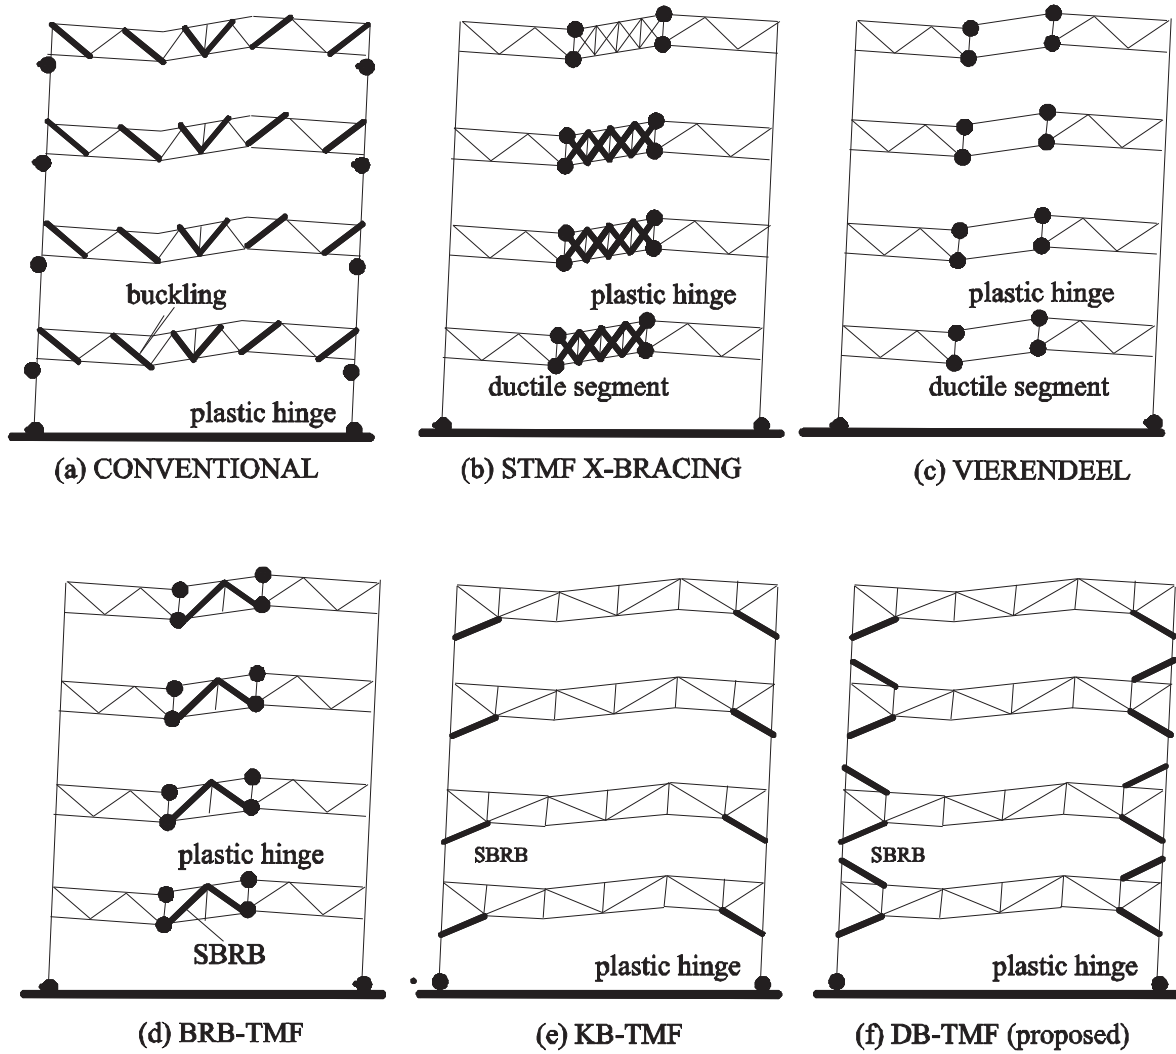 buckling
plastic hinge
(a) CONVENTIONAL
plastic hinge
ductile segment
(b) STMF X-BRACING
plastic hinge
ductile segment
(c) VIERENDEEL
plastic hinge
SBRB
(d) BRB-TMF
SBRB
plastic hinge
(e) KB-TMF
SBRB
plastic hinge
(f) DB-TMF (proposed)